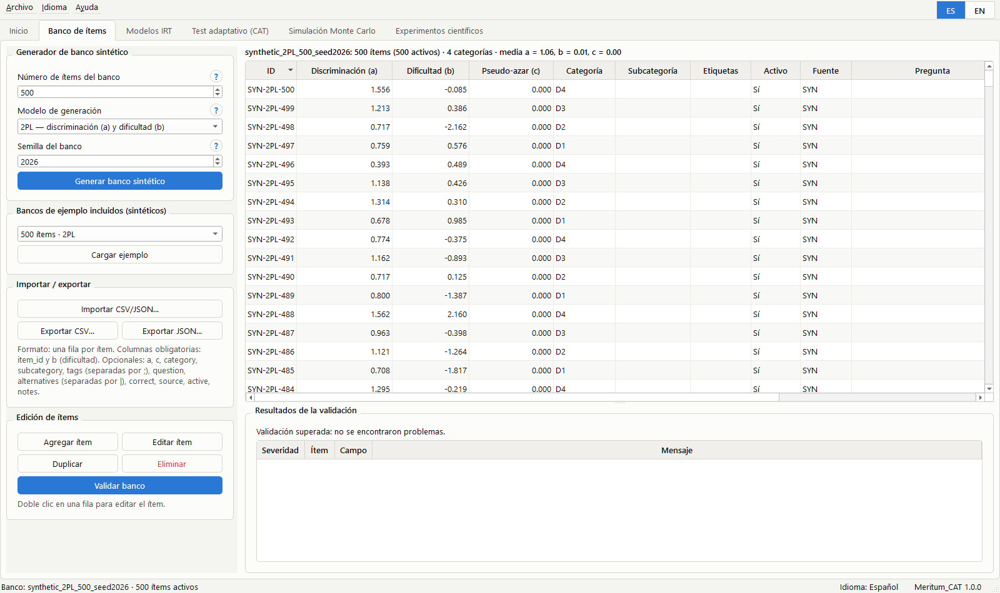 Archivo Idioma Ayuda
ES EN
Inicio Banco de ítems Modelos IRT Test adaptativo (CAT) Simulación Monte Carlo Experimentos científicos
Generador de banco sintético
Número de ítems del banco ?
500
Modelo de generación ?
2PL — discriminación (a) y dificultad (b)
Semilla del banco ?
2026
Generar banco sintético
Bancos de ejemplo incluidos (sintéticos)
500 ítems · 2PL
Cargar ejemplo
Importar / exportar
Importar CSV/JSON...
Exportar CSV... Exportar JSON...
Formato: una fila por ítem. Columnas obligatorias:
item_id y b (dificultad). Opcionales: a, c, category,
subcategory, tags (separadas por ;), question,
alternatives (separadas por |), correct, source, active,
notes.
Edición de ítems
Agregar ítem Editar ítem
Duplicar Eliminar
Validar banco
Doble clic en una fila para editar el ítem.
synthetic_2PL_500_seed2026: 500 ítems (500 activos) · 4 categorías · media a = 1.06, b = 0.01, c = 0.00
ID Discriminación (a) Dificultad (b) Pseudo-azar (c) Categoría Subcategoría Etiquetas Activo Fuente Pregunta
SYN-2PL-500 1.556 -0.085 0.000 D4 Sí SYN
SYN-2PL-499 1.213 0.386 0.000 D3 Sí SYN
SYN-2PL-498 0.717 -2.162 0.000 D2 Sí SYN
SYN-2PL-497 0.759 0.576 0.000 D1 Sí SYN
SYN-2PL-496 0.393 0.489 0.000 D4 Sí SYN
SYN-2PL-495 1.138 0.426 0.000 D3 Sí SYN
SYN-2PL-494 1.314 0.310 0.000 D2 Sí SYN
SYN-2PL-493 0.678 0.985 0.000 D1 Sí SYN
SYN-2PL-492 0.774 -0.375 0.000 D4 Sí SYN
SYN-2PL-491 1.162 -0.893 0.000 D3 Sí SYN
SYN-2PL-490 0.717 0.125 0.000 D2 Sí SYN
SYN-2PL-489 0.800 -1.387 0.000 D1 Sí SYN
SYN-2PL-488 1.562 2.160 0.000 D4 Sí SYN
SYN-2PL-487 0.963 -0.398 0.000 D3 Sí SYN
SYN-2PL-486 1.121 -1.264 0.000 D2 Sí SYN
SYN-2PL-485 0.708 -1.817 0.000 D1 Sí SYN
SYN-2PL-484 1.295 -0.219 0.000 D4 Sí SYN
Resultados de la validación
Validación superada: no se encontraron problemas.
Severidad Ítem Campo Mensaje
Banco: synthetic_2PL_500_seed2026 · 500 ítems activos Idioma: Español Meritum_CAT 1.0.0